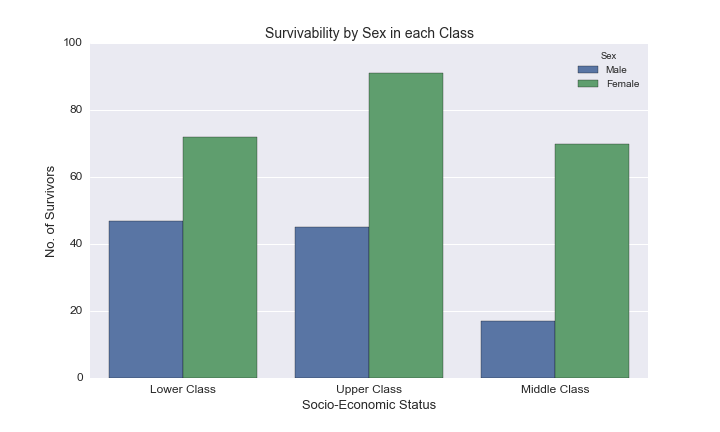 Survivability by Sex in each Class
Sex
Male
Female
100
80
60
40
20
0
No. of Survivors
Lower Class
Upper Class
Middle Class
Socio-Economic Status